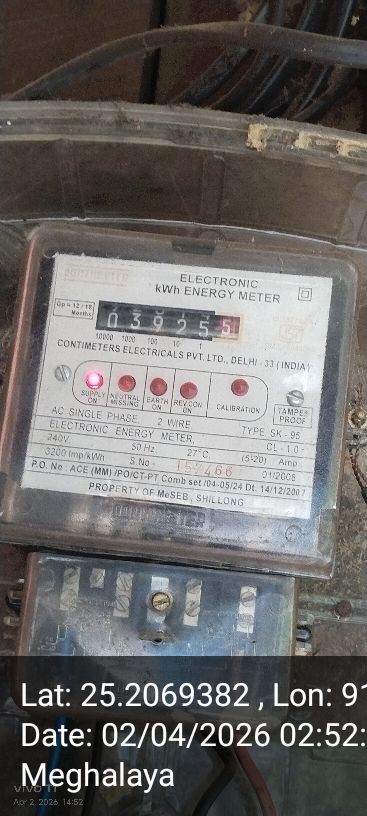 CONTIMETER
ELECTRONIC
kWh ENERGY METER
Gp = 12 / 18
Months
0 3 9 2 5 5
10000 1000 100 10 1
CONTIMETERS ELECTRICALS PVT. LTD., DELHI - 33 (INDIA)
SUPPLY ON
NEUTRAL MISSING
EARTH ON
REV.CON ON
CALIBRATION
TAMPER PROOF
AC SINGLE PHASE 2 WIRE TYPE SK - 95
ELECTRONIC ENERGY METER, CL - 1.0
240V. 50 Hz. 27°C. (5-20) Amp
3200 Imp/kWh S.No - 157466 01/2008
P.O. No : ACE (MM) /PO/CT-PT Comb set /04-05/24 Dt. 14/12/2007
PROPERTY OF MeSEB, SHILLONG
CONTIMETER
Lat: 25.2069382 , Lon: 91
Date: 02/04/2026 02:52:
Meghalaya
Apr 2, 2026, 14:52